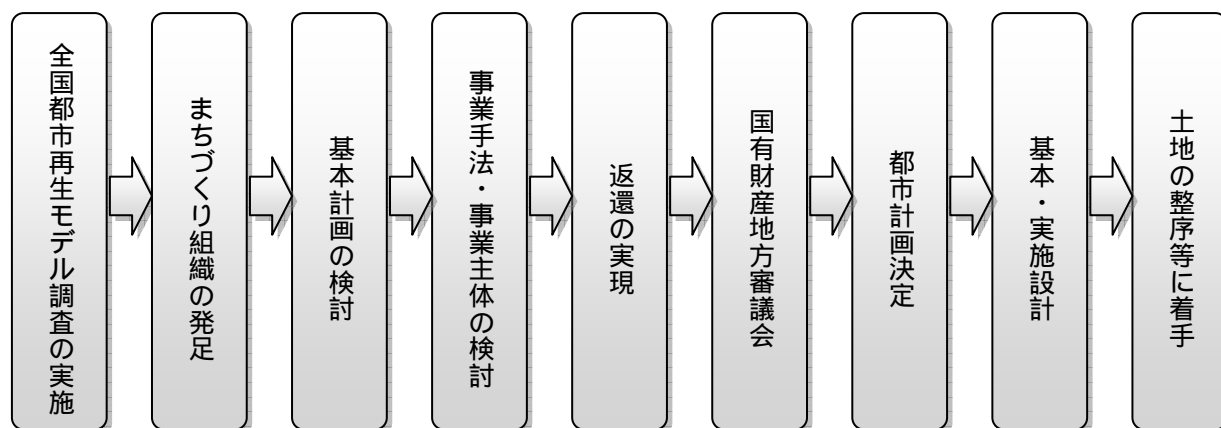 全国都市再生モデル調査の実施
まちづくり組織の発足
基本計画の検討
事業手法・事業主体の検討
返還の実現
国有財産地方審議会
都市計画決定
基本・実施設計
土地の整序等に着手